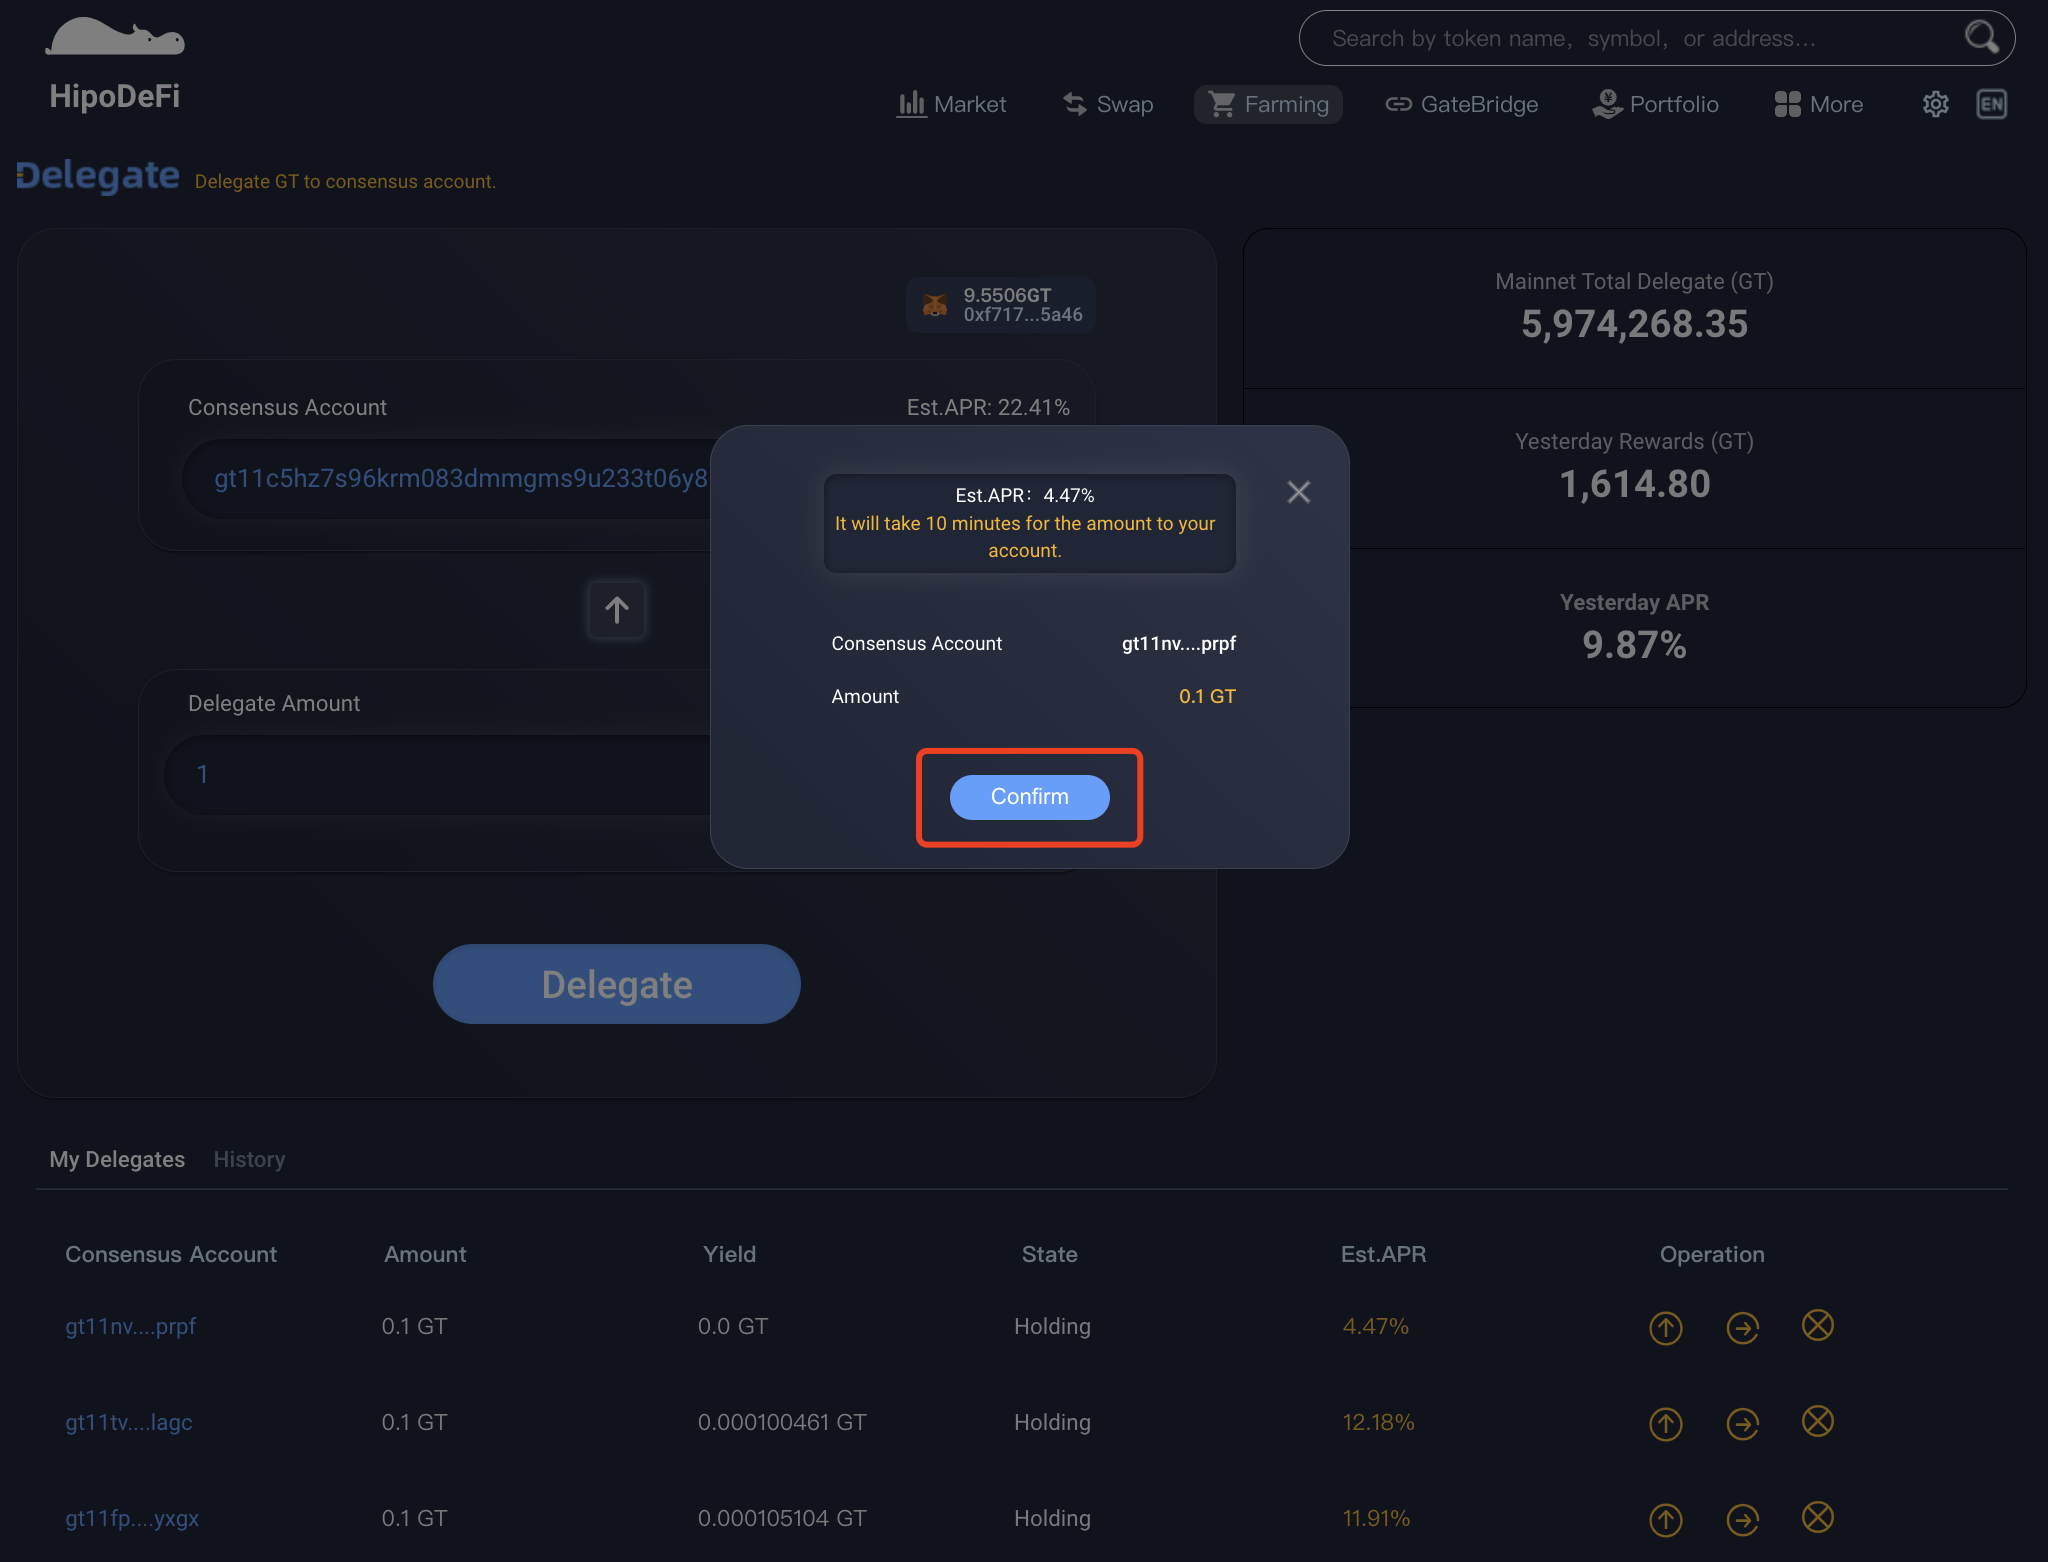 HipoDeFi
Search by token name, symbol, or address...
Market
Swap
Farming
GateBridge
Portfolio
More
EN
Delegate
Delegate GT to consensus account.
9.5506GT
0xf717...5a46
Consensus Account
Est.APR: 22.41%
gt11c5hz7s96krm083dmmgms9u233t06y8
Delegate Amount
1
Delegate
Est.APR: 4.47%
It will take 10 minutes for the amount to your
account.
Consensus Account
gt11nv....prpf
Amount
0.1 GT
Confirm
Mainnet Total Delegate (GT)
5,974,268.35
Yesterday Rewards (GT)
1,614.80
Yesterday APR
9.87%
My Delegates
History
Consensus Account Amount Yield State Est.APR Operation
gt11nv....prpf 0.1 GT 0.0 GT Holding 4.47%
gt11tv....lagc 0.1 GT 0.000100461 GT Holding 12.18%
gt11fp....yxgx 0.1 GT 0.000105104 GT Holding 11.91%